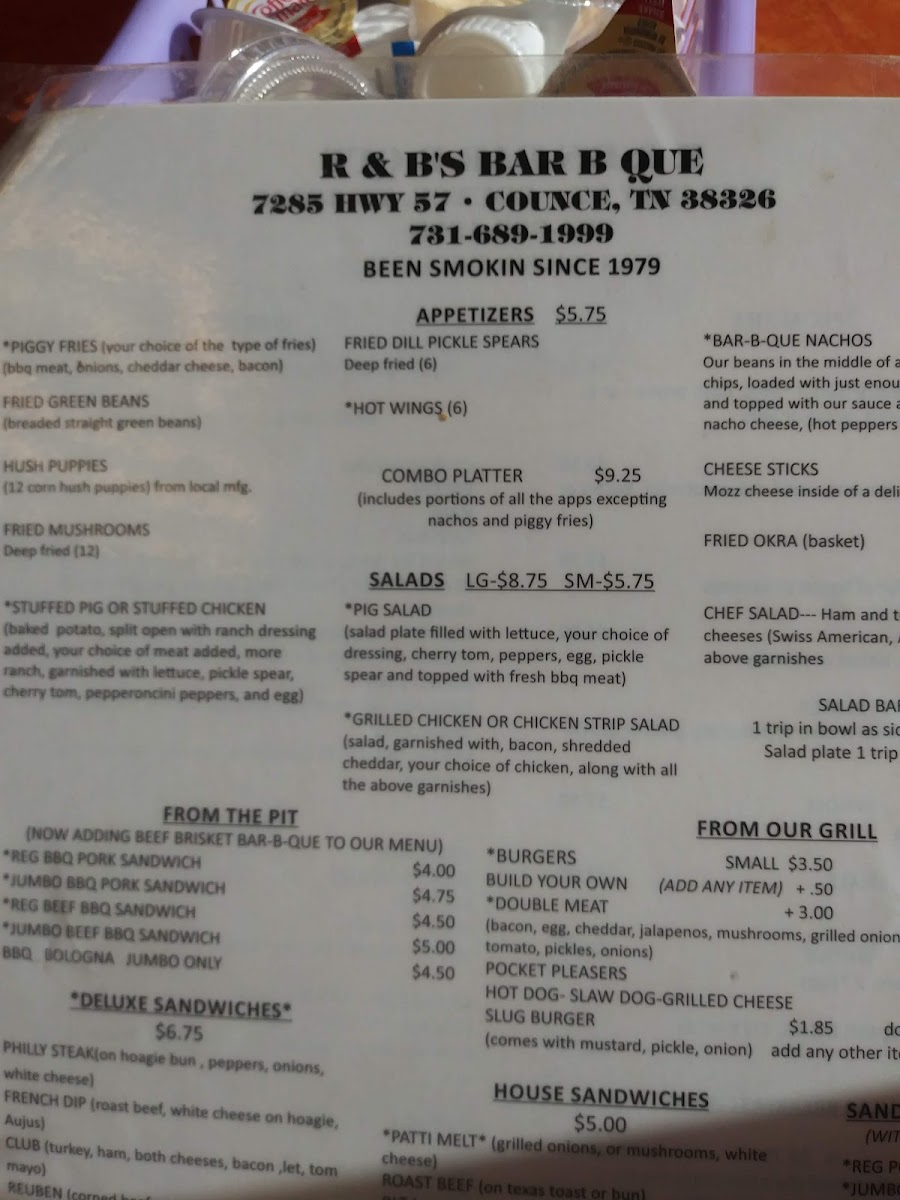 R & B'S BAR B QUE
7285 HWY 57 • COUNCE, TN 38326
731-689-1999
BEEN SMOKIN SINCE 1979
APPETIZERS $5.75
*PIGGY FRIES (your choice of the type of fries)
(bbq meat, onions, cheddar cheese, bacon)
FRIED GREEN BEANS
(breaded straight green beans)
HUSH PUPPIES
(12 corn hush puppies) from local mfg.
FRIED MUSHROOMS
Deep fried (12)
FRIED DILL PICKLE SPEARS
Deep fried (6)
*HOT WINGS (6)
COMBO PLATTER $9.25
(includes portions of all the apps excepting
nachos and piggy fries)
*BAR-B-QUE NACHOS
Our beans in the middle of a
chips, loaded with just enou
and topped with our sauce a
nacho cheese, (hot peppers
CHEESE STICKS
Mozz cheese inside of a deli
FRIED OKRA (basket)
SALADS LG-$8.75 SM-$5.75
*STUFFED PIG OR STUFFED CHICKEN
(baked potato, split open with ranch dressing
added, your choice of meat added, more
ranch, garnished with lettuce, pickle spear,
cherry tom, pepperoncini peppers, and egg)
*PIG SALAD
(salad plate filled with lettuce, your choice of
dressing, cherry tom, peppers, egg, pickle
spear and topped with fresh bbq meat)
*GRILLED CHICKEN OR CHICKEN STRIP SALAD
(salad, garnished with, bacon, shredded
cheddar, your choice of chicken, along with all
the above garnishes)
CHEF SALAD--- Ham and t
cheeses (Swiss American,
above garnishes
SALAD BAR
1 trip in bowl as sid
Salad plate 1 trip
FROM THE PIT
(NOW ADDING BEEF BRISKET BAR-B-QUE TO OUR MENU)
*REG BBQ PORK SANDWICH $4.00
*JUMBO BBQ PORK SANDWICH $4.75
*REG BEEF BBQ SANDWICH $4.50
*JUMBO BEEF BBQ SANDWICH $5.00
BBQ BOLOGNA JUMBO ONLY $4.50
*DELUXE SANDWICHES*
$6.75
PHILLY STEAK(on hoagie bun , peppers, onions,
white cheese)
FRENCH DIP (roast beef, white cheese on hoagie,
Aujus)
CLUB (turkey, ham, both cheeses, bacon ,let, tom
mayo)
REUBEN (corned
FROM OUR GRILL
*BURGERS SMALL $3.50
BUILD YOUR OWN (ADD ANY ITEM) + .50
*DOUBLE MEAT + 3.00
(bacon, egg, cheddar, jalapenos, mushrooms, grilled onion
tomato, pickles, onions)
POCKET PLEASERS
HOT DOG- SLAW DOG-GRILLED CHEESE
SLUG BURGER $1.85 do
(comes with mustard, pickle, onion) add any other ite
HOUSE SANDWICHES
$5.00
*PATTI MELT* (grilled onions, or mushrooms, white
cheese)
ROAST BEEF (on texas toast or bun)
SAND
(WIT
*REG P
*JUMB